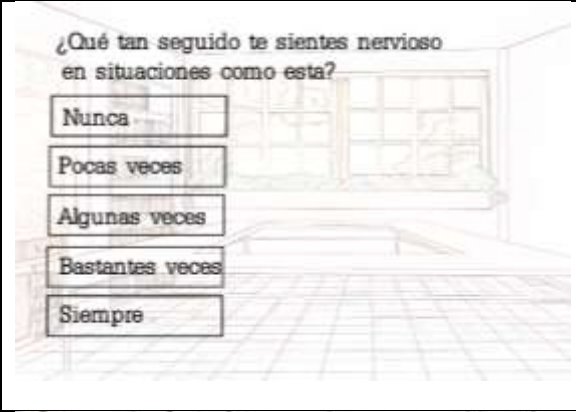 ¿Qué tan seguido te sientes nervioso
en situaciones como esta?
Nunca
Pocas veces
Algunas veces
Bastantes veces
Siempre